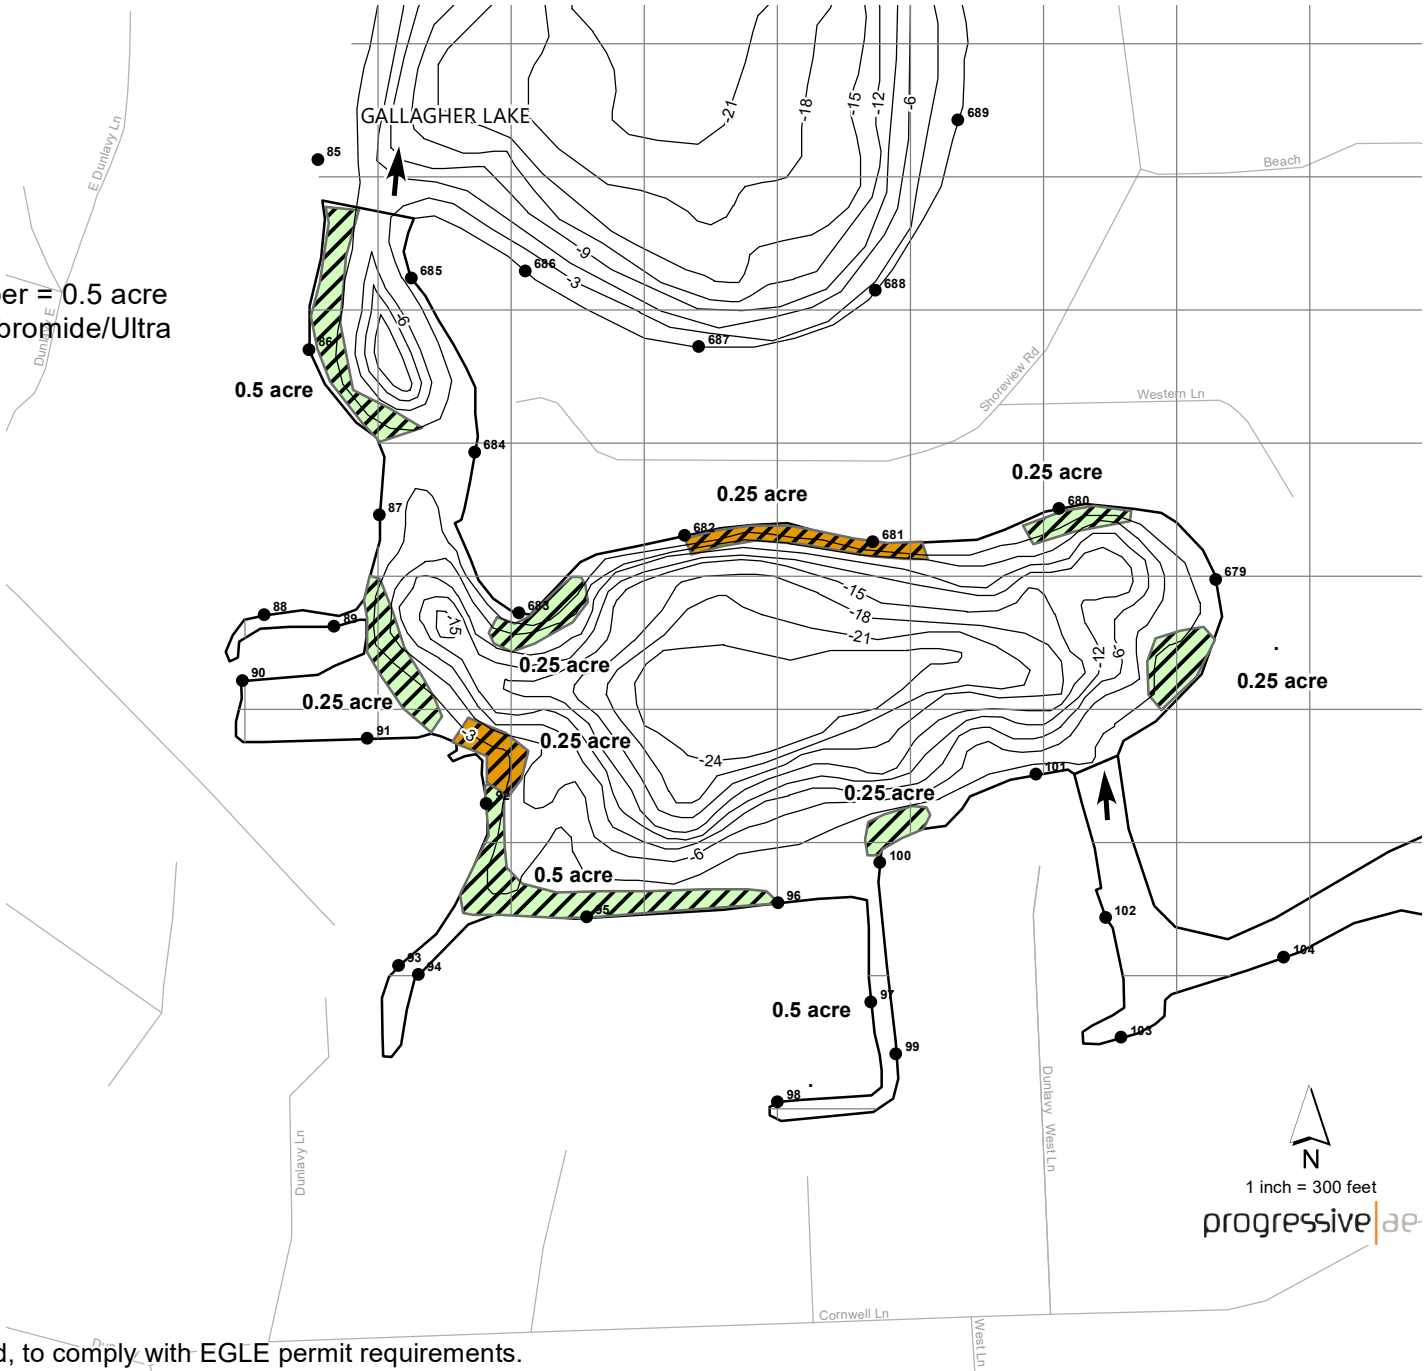 -21
-18
-15
-12
-6
689
GALLAGHER LAKE
E Dunlavy Ln
85
Beach
-9
686
-3
685
688
-6
687
86
0.5 acre
Shoreview Rd
Western Ln
684
0.25 acre
0.25 acre
680
87
682
681
679
-15
-18
-21
88
89
683
-15
-12
-9
90
0.25 acre
0.25 acre
0.25 acre
91
-3
0.25 acre
-24
101
92
0.25 acre
-6
100
0.5 acre
96
95
102
93
94
104
97
0.5 acre
103
99
98
Dunlavy West Ln
Dunlavy Ln
N
1 inch = 300 feet
progressive|ae
Cornwell Ln
West Ln
= 0.5 acre
bromide/Ultra
to comply with EGLE permit requirements.